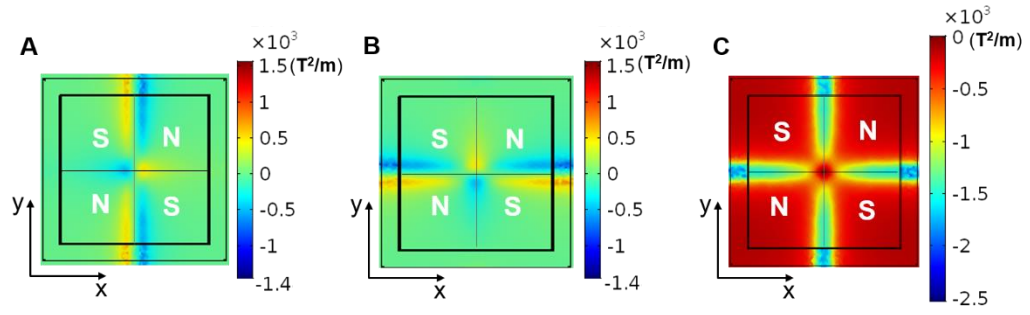 A
×10³
1.5 (T²/m)
1
0.5
0
-0.5
-1
-1.4
S N
N S
y
x
B
×10³
1.5 (T²/m)
1
0.5
0
-0.5
-1
-1.4
S N
N S
y
x
C
×10³
0 (T²/m)
-0.5
-1
-1.5
-2
-2.5
S N
N S
y
x